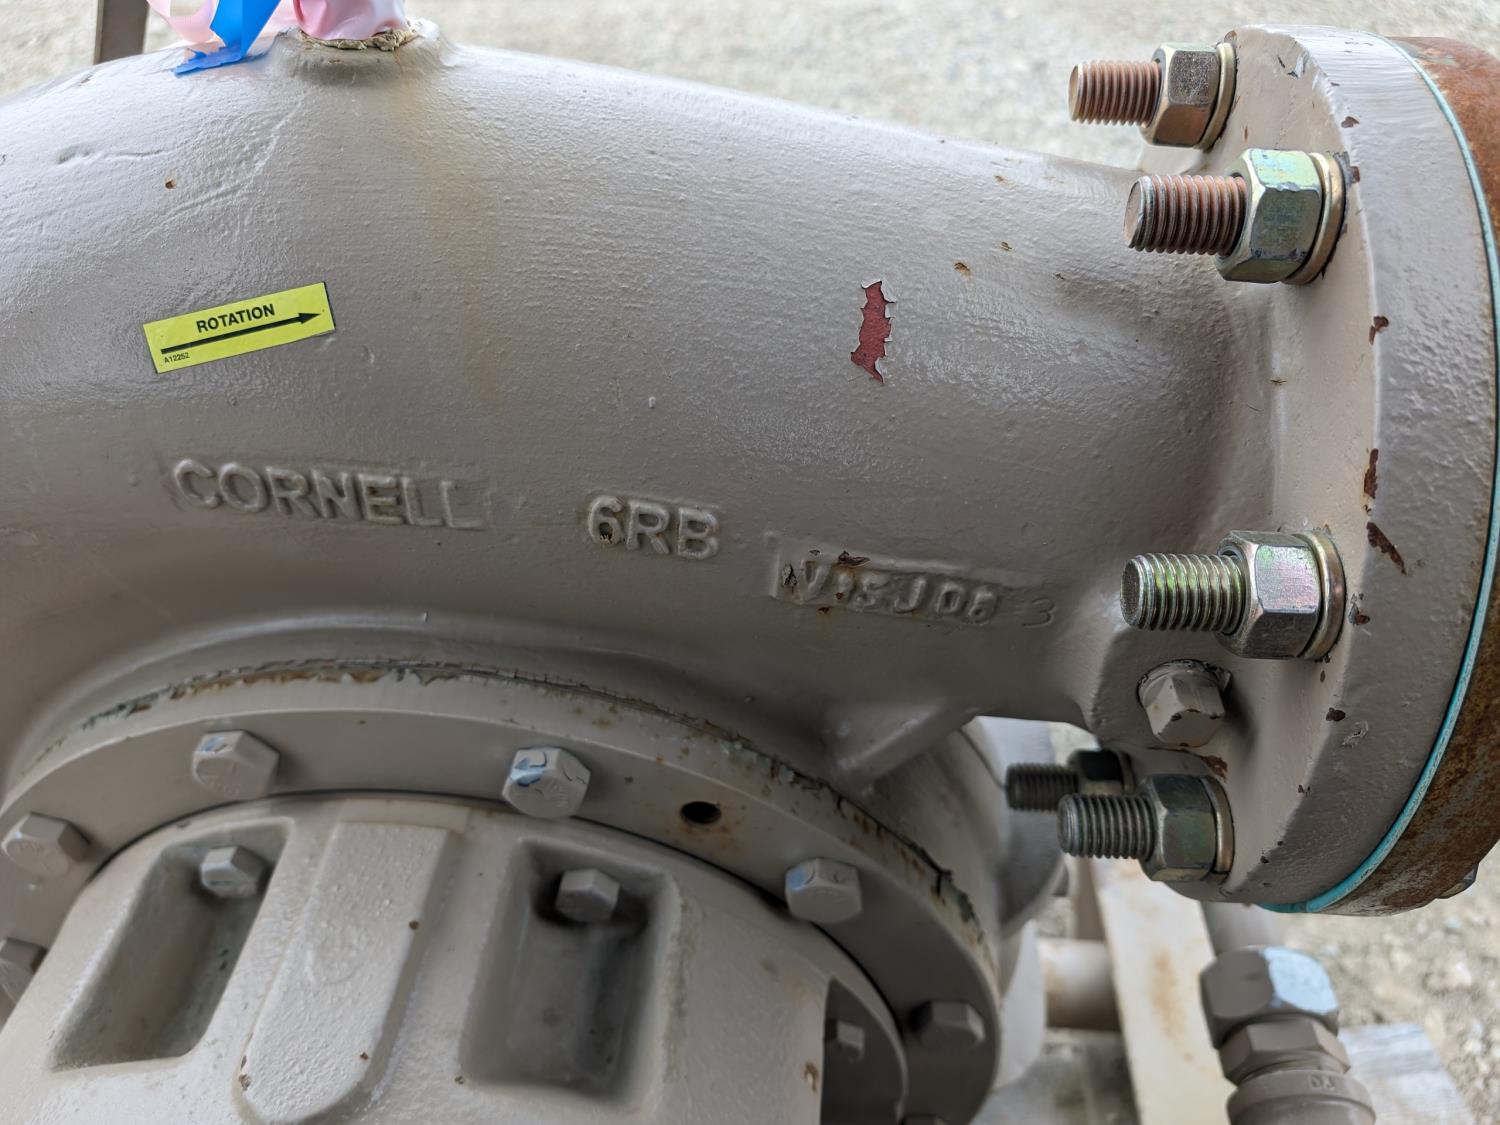 ROTATION
A12252
CORNELL
6RB